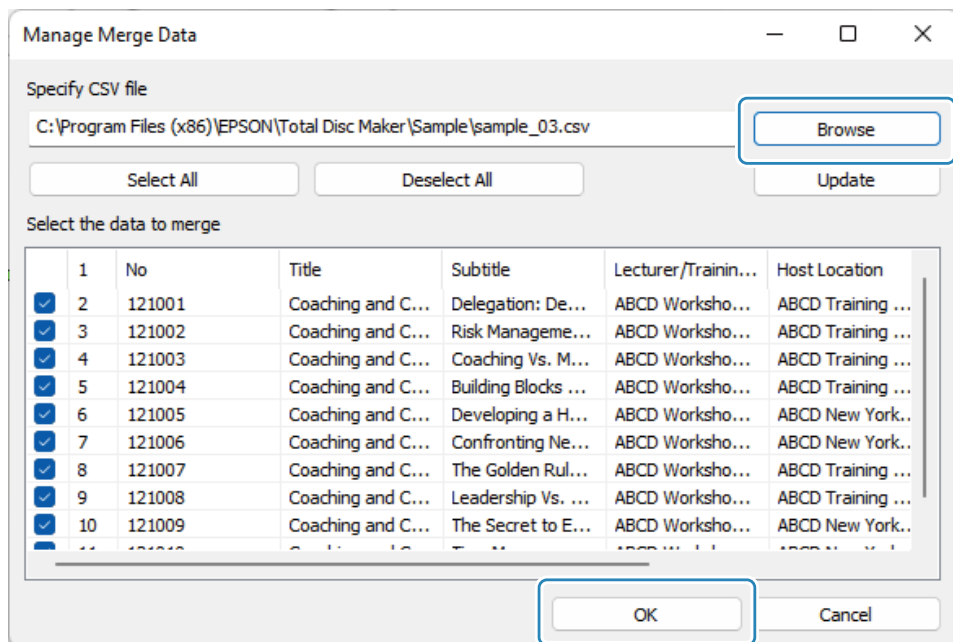 Manage Merge Data
Specify CSV file
C:\Program Files (x86)\EPSON\Total Disc Maker\Sample\sample_03.csv
Browse
Select All Deselect All Update
Select the data to merge
1 No Title Subtitle Lecturer/Trainin... Host Location
2 121001 Coaching and C... Delegation: De... ABCD Worksho... ABCD Training ...
3 121002 Coaching and C... Risk Manageme... ABCD Worksho... ABCD Training ...
4 121003 Coaching and C... Coaching Vs. M... ABCD Worksho... ABCD Training ...
5 121004 Coaching and C... Building Blocks ... ABCD Worksho... ABCD Training ...
6 121005 Coaching and C... Developing a H... ABCD Worksho... ABCD New York..
7 121006 Coaching and C... Confronting Ne... ABCD Worksho... ABCD New York..
8 121007 Coaching and C... The Golden Rul... ABCD Worksho... ABCD Training ...
9 121008 Coaching and C... Leadership Vs. ... ABCD Worksho... ABCD Training ...
10 121009 Coaching and C... The Secret to E... ABCD Worksho... ABCD New York..
OK Cancel